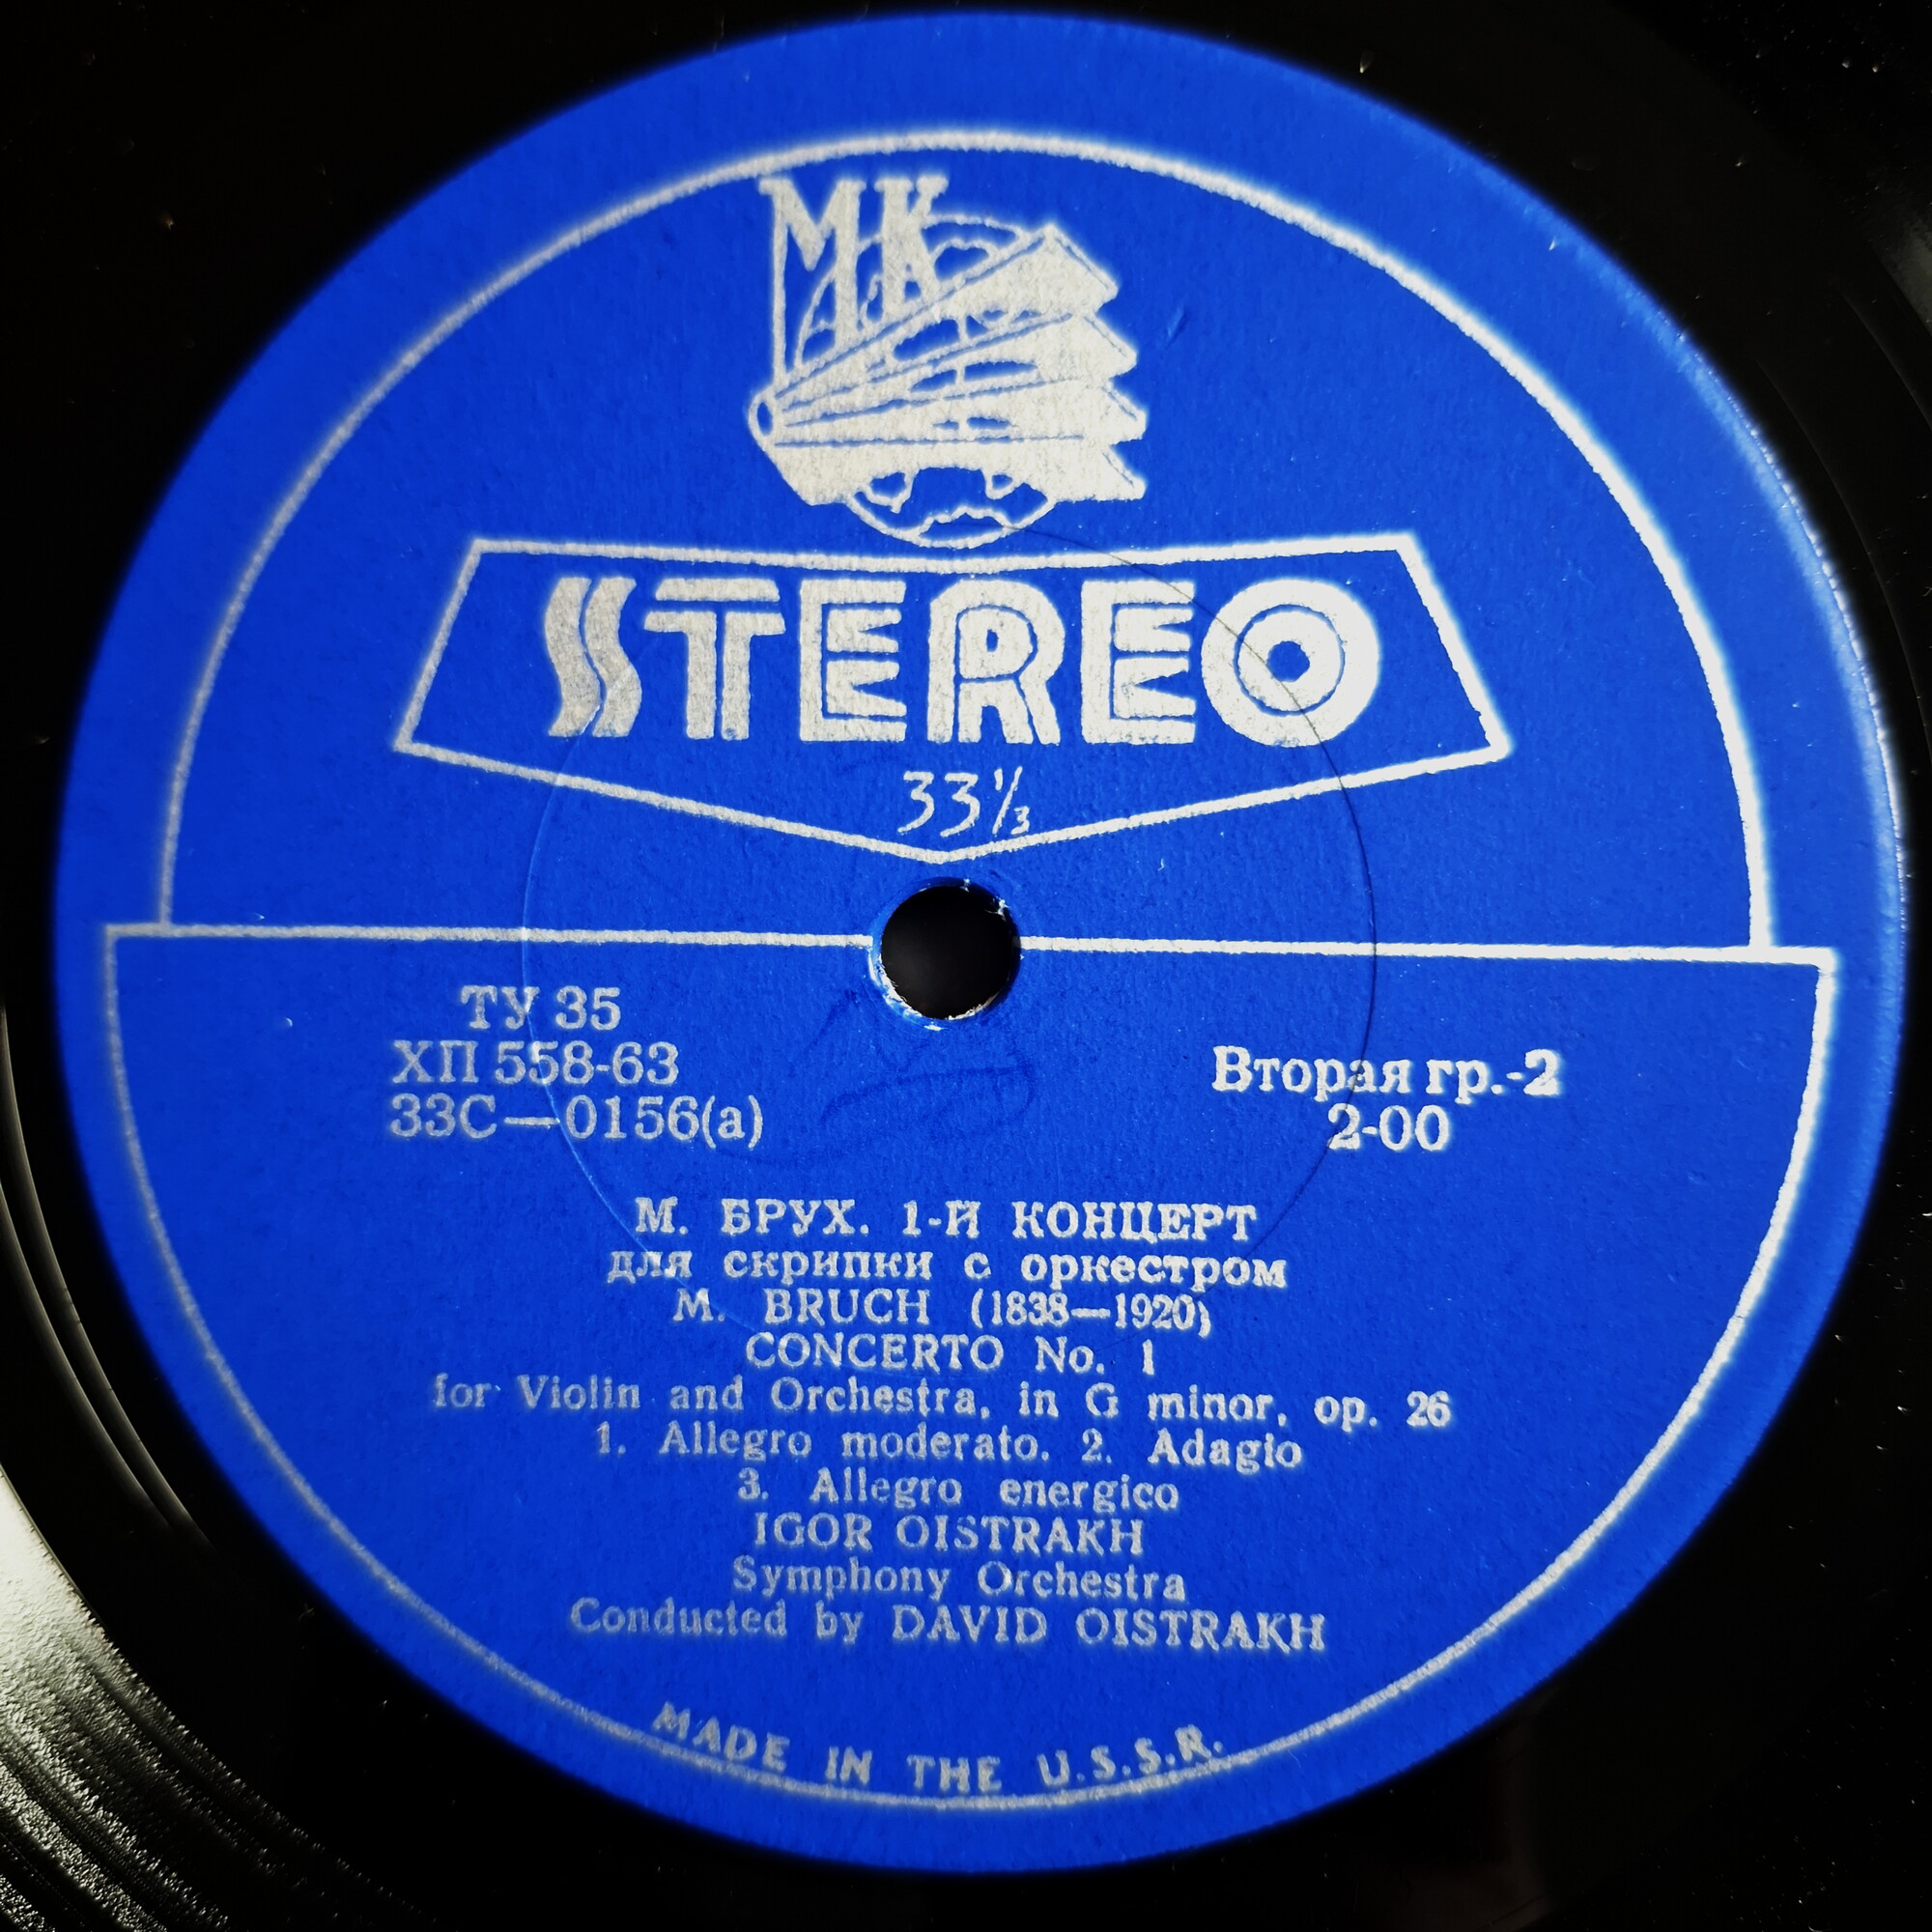 МК
STEREO
33⅓
ТУ 35
ХП 558-63
33С—0156(а)
Вторая гр.-2
2-00
М. БРУХ. 1-Й КОНЦЕРТ
для скрипки с оркестром
M. BRUCH (1838—1920)
CONCERTO No. 1
for Violin and Orchestra, in G minor, op. 26
1. Allegro moderato. 2. Adagio
3. Allegro energico
IGOR OISTRAKH
Symphony Orchestra
Conducted by DAVID OISTRAKH
MADE IN THE U.S.S.R.